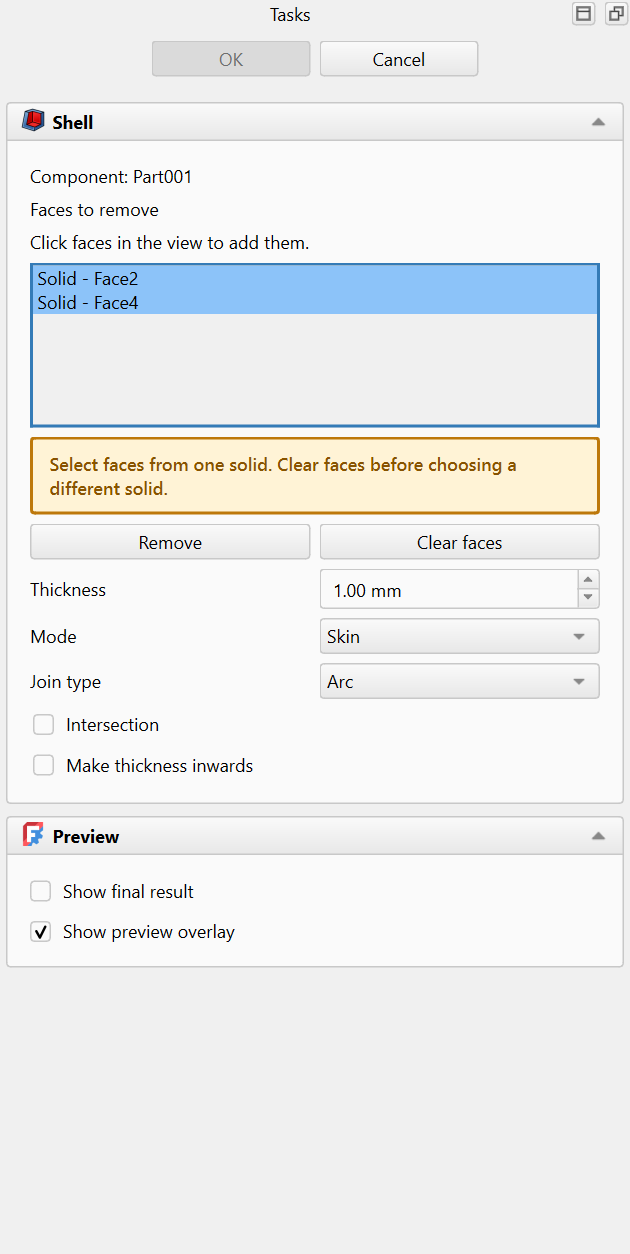 Tasks
OK
Cancel
Shell
Component: Part001
Faces to remove
Click faces in the view to add them.
Solid - Face2
Solid - Face4
Select faces from one solid. Clear faces before choosing a
different solid.
Remove
Clear faces
Thickness
1.00 mm
Mode
Skin
Join type
Arc
Intersection
Make thickness inwards
Preview
Show final result
Show preview overlay